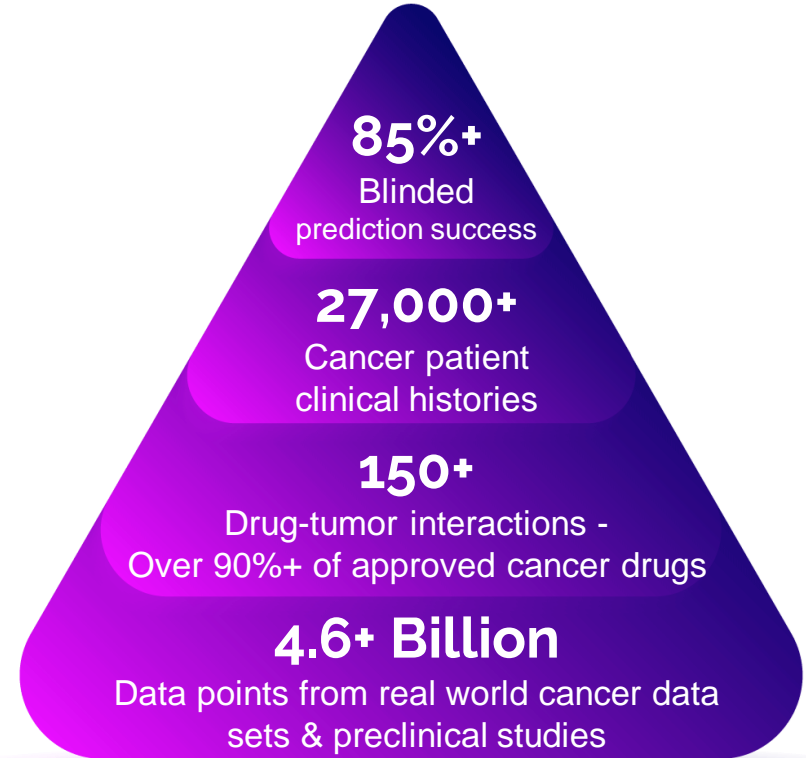 85%+
Blinded
prediction success
27,000+
Cancer patient
clinical histories
150+
Drug-tumor interactions -
Over 90%+ of approved cancer drugs
4.6+ Billion
Data points from real world cancer data
sets & preclinical studies